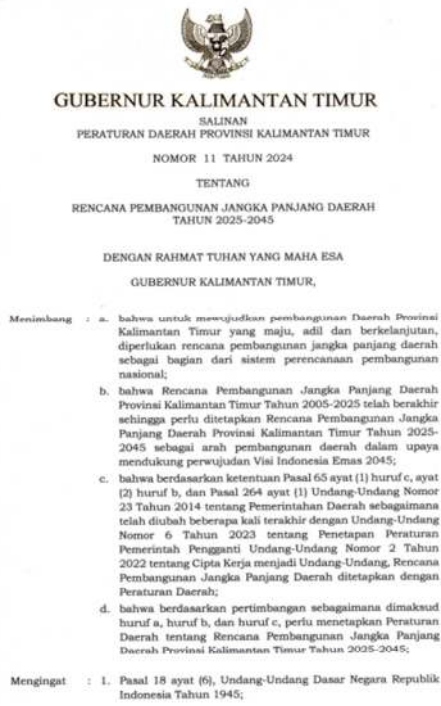 GUBERNUR KALIMANTAN TIMUR
SALINAN
PERATURAN DAERAH PROVINSI KALIMANTAN TIMUR
NOMOR 11 TAHUN 2024
TENTANG
RENCANA PEMBANGUNAN JANGKA PANJANG DAERAH
TAHUN 2025-2045
DENGAN RAHMAT TUHAN YANG MAHA ESA
GUBERNUR KALIMANTAN TIMUR,
Menimbang : a. bahwa untuk mewujudkan pembangunan Daerah Provinsi
Kalimantan Timur yang maju, adil dan berkelanjutan,
diperlukan rencana pembangunan jangka panjang daerah
sebagai bagian dari sistem perencanaan pembangunan
nasional;
b. bahwa Rencana Pembangunan Jangka Panjang Daerah
Provinsi Kalimantan Timur Tahun 2005-2025 telah berakhir
sehingga perlu ditetapkan Rencana Pembangunan Jangka
Panjang Daerah Provinsi Kalimantan Timur Tahun 2025-
2045 sebagai arah pembangunan daerah dalam upaya
mendukung perwujudan Visi Indonesia Emas 2045;
c. bahwa berdasarkan ketentuan Pasal 65 ayat (1) huruf c, ayat
(2) huruf b, dan Pasal 264 ayat (1) Undang-Undang Nomor
23 Tahun 2014 tentang Pemerintahan Daerah sebagaimana
telah diubah beberapa kali terakhir dengan Undang-Undang
Nomor 6 Tahun 2023 tentang Penetapan Peraturan
Pemerintah Pengganti Undang-Undang Nomor 2 Tahun
2022 tentang Cipta Kerja menjadi Undang-Undang, Rencana
Pembangunan Jangka Panjang Daerah ditetapkan dengan
Peraturan Daerah;
d. bahwa berdasarkan pertimbangan sebagaimana dimaksud
huruf a, huruf b, dan huruf c, perlu menetapkan Peraturan
Daerah tentang Rencana Pembangunan Jangka Panjang
Daerah Provinsi Kalimantan Timur Tahun 2025-2045;
Mengingat : 1. Pasal 18 ayat (6), Undang-Undang Dasar Negara Republik
Indonesia Tahun 1945;